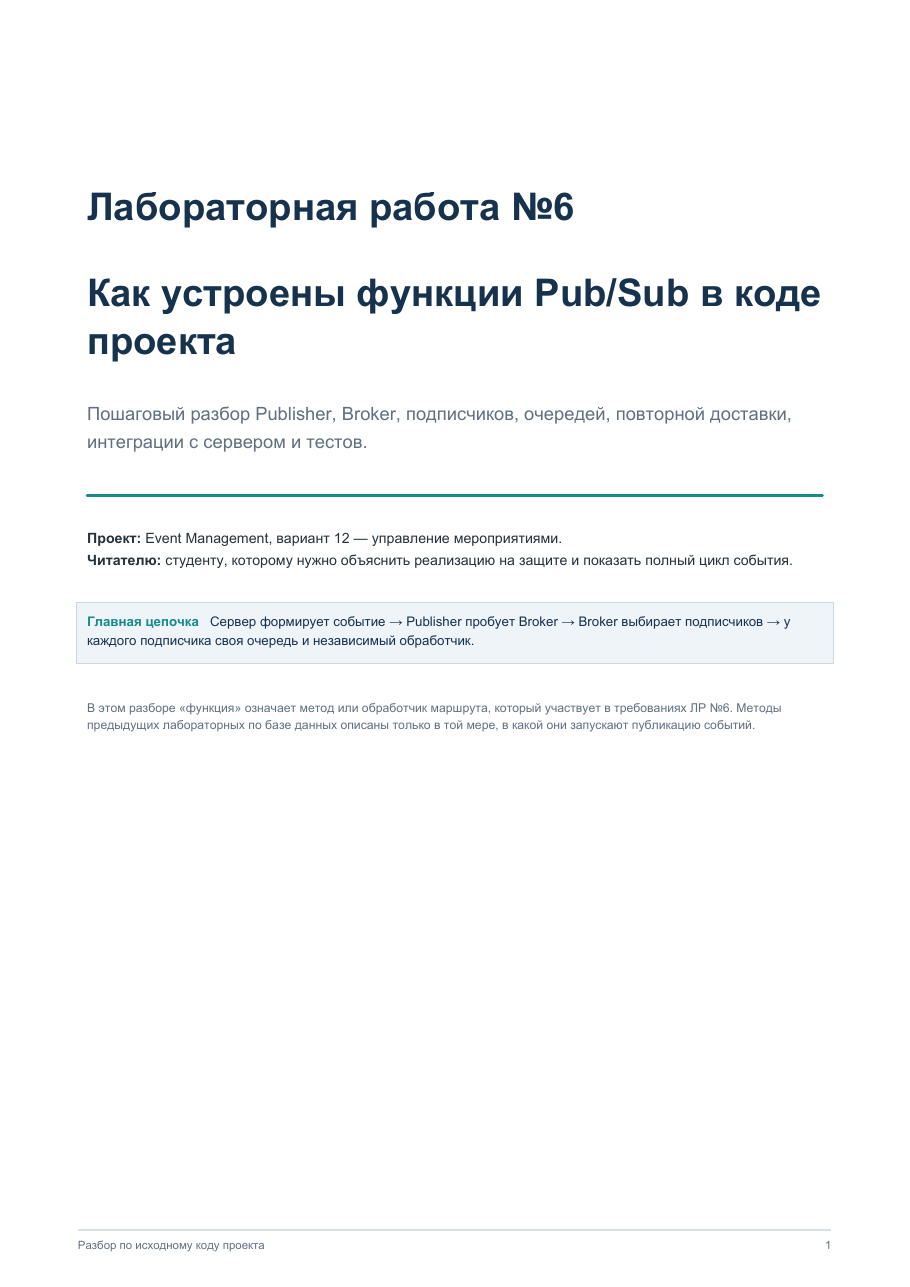 Лабораторная работа №6
Как устроены функции Pub/Sub в коде
проекта
Пошаговый разбор Publisher, Broker, подписчиков, очередей, повторной доставки,
интеграции с сервером и тестов.
Проект: Event Management, вариант 12 — управление мероприятиями.
Читателю: студенту, которому нужно объяснить реализацию на защите и показать полный цикл события.
Главная цепочка Сервер формирует событие → Publisher пробует Broker → Broker выбирает подписчиков → у
каждого подписчика своя очередь и независимый обработчик.
В этом разборе «функция» означает метод или обработчик маршрута, который участвует в требованиях ЛР №6. Методы
предыдущих лабораторных по базе данных описаны только в той мере, в какой они запускают публикацию событий.
Разбор по исходному коду проекта 1